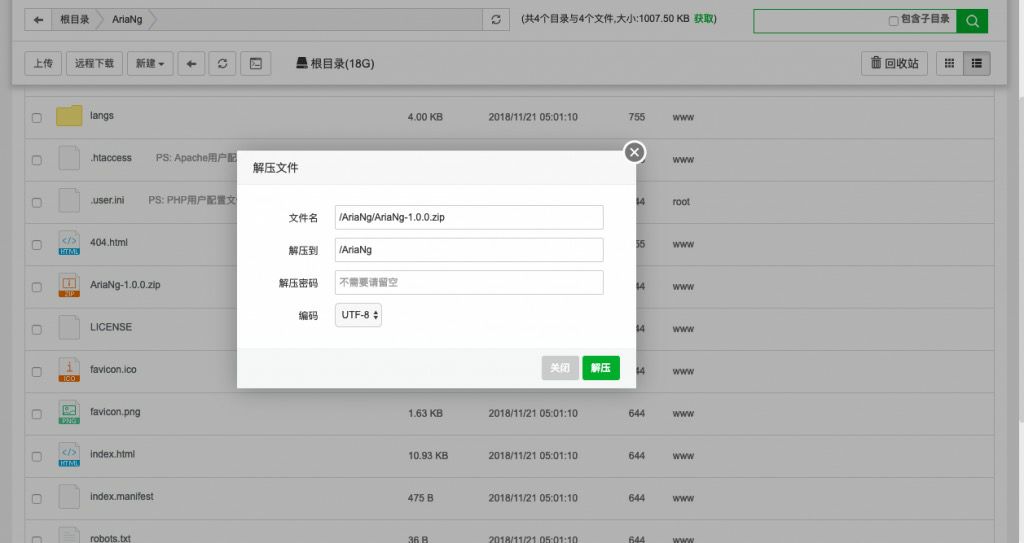 根目录 AriaNg (共4个目录与4个文件,大小:1007.50 KB 获取) 包含子目录
上传 远程下载 新建 根目录(18G) 回收站
langs 4.00 KB 2018/11/21 05:01:10 755 www
.htaccess PS: Apache用户配 www
.user.ini PS: PHP用户配置文 44 root
404.html 55 www
AriaNg-1.0.0.zip www
LICENSE 44 www
favicon.ico 44 www
favicon.png 1.63 KB 2018/11/21 05:01:10 644 www
index.html 10.93 KB 2018/11/21 05:01:10 644 www
index.manifest 475 B 2018/11/21 05:01:10 644 www
robots.txt 36 B 2018/11/21 05:01:10 644 www
解压文件
文件名 /AriaNg/AriaNg-1.0.0.zip
解压到 /AriaNg
解压密码 不需要请留空
编码 UTF-8
关闭 解压
HTML
ZIP
ICO
PNG
HTML